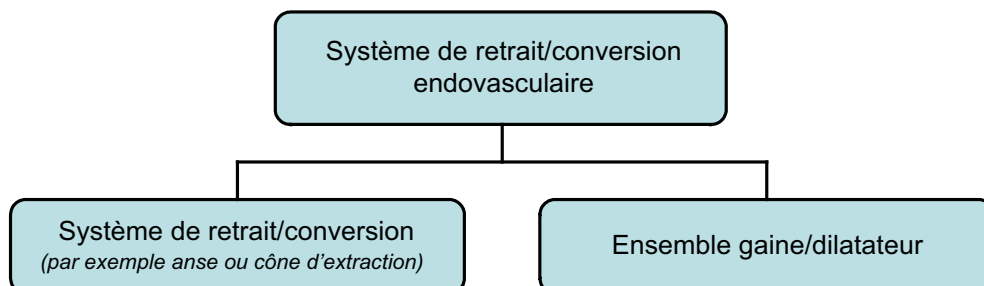 Système de retrait/conversion
endovasculaire
Système de retrait/conversion
(par exemple anse ou cône d’extraction)
Ensemble gaine/dilatateur